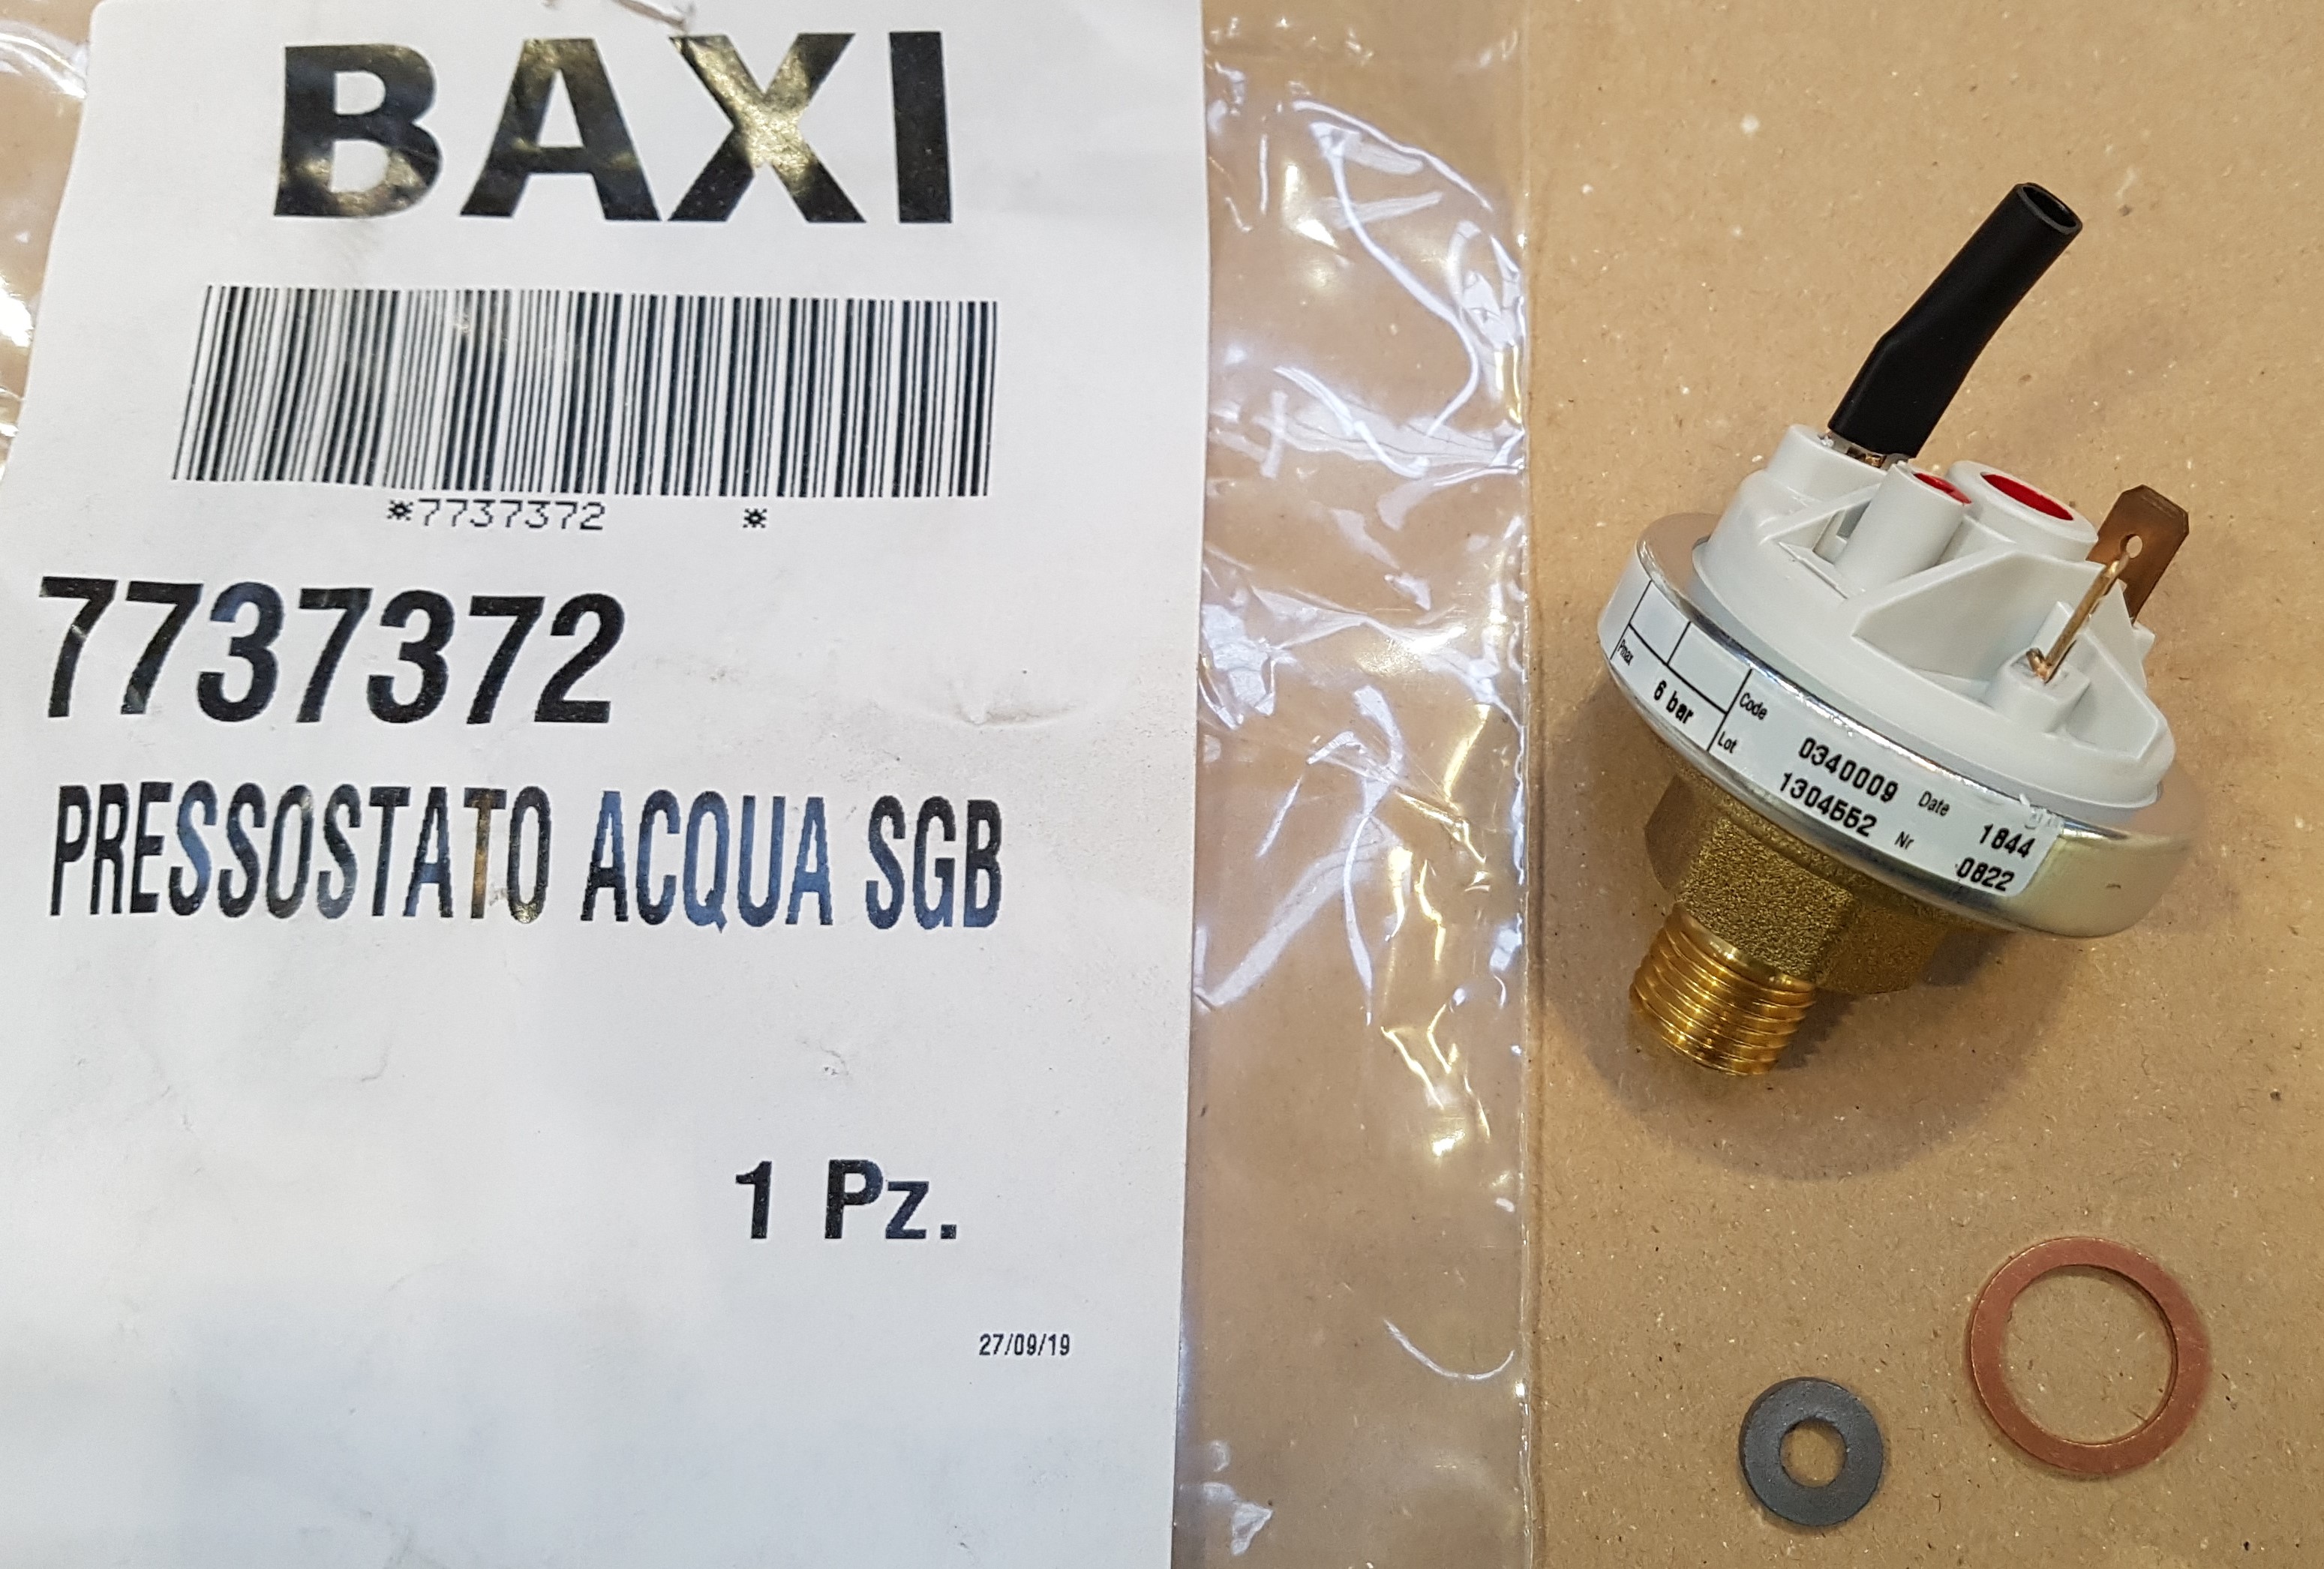 BAXI
*7737372 *
7737372
PRESSOSTATO ACQUA SGB
1 Pz.
27/09/19
Pmax
6 bar
Code 0340009 Date 1844
Lot 1304552 Nr 0822